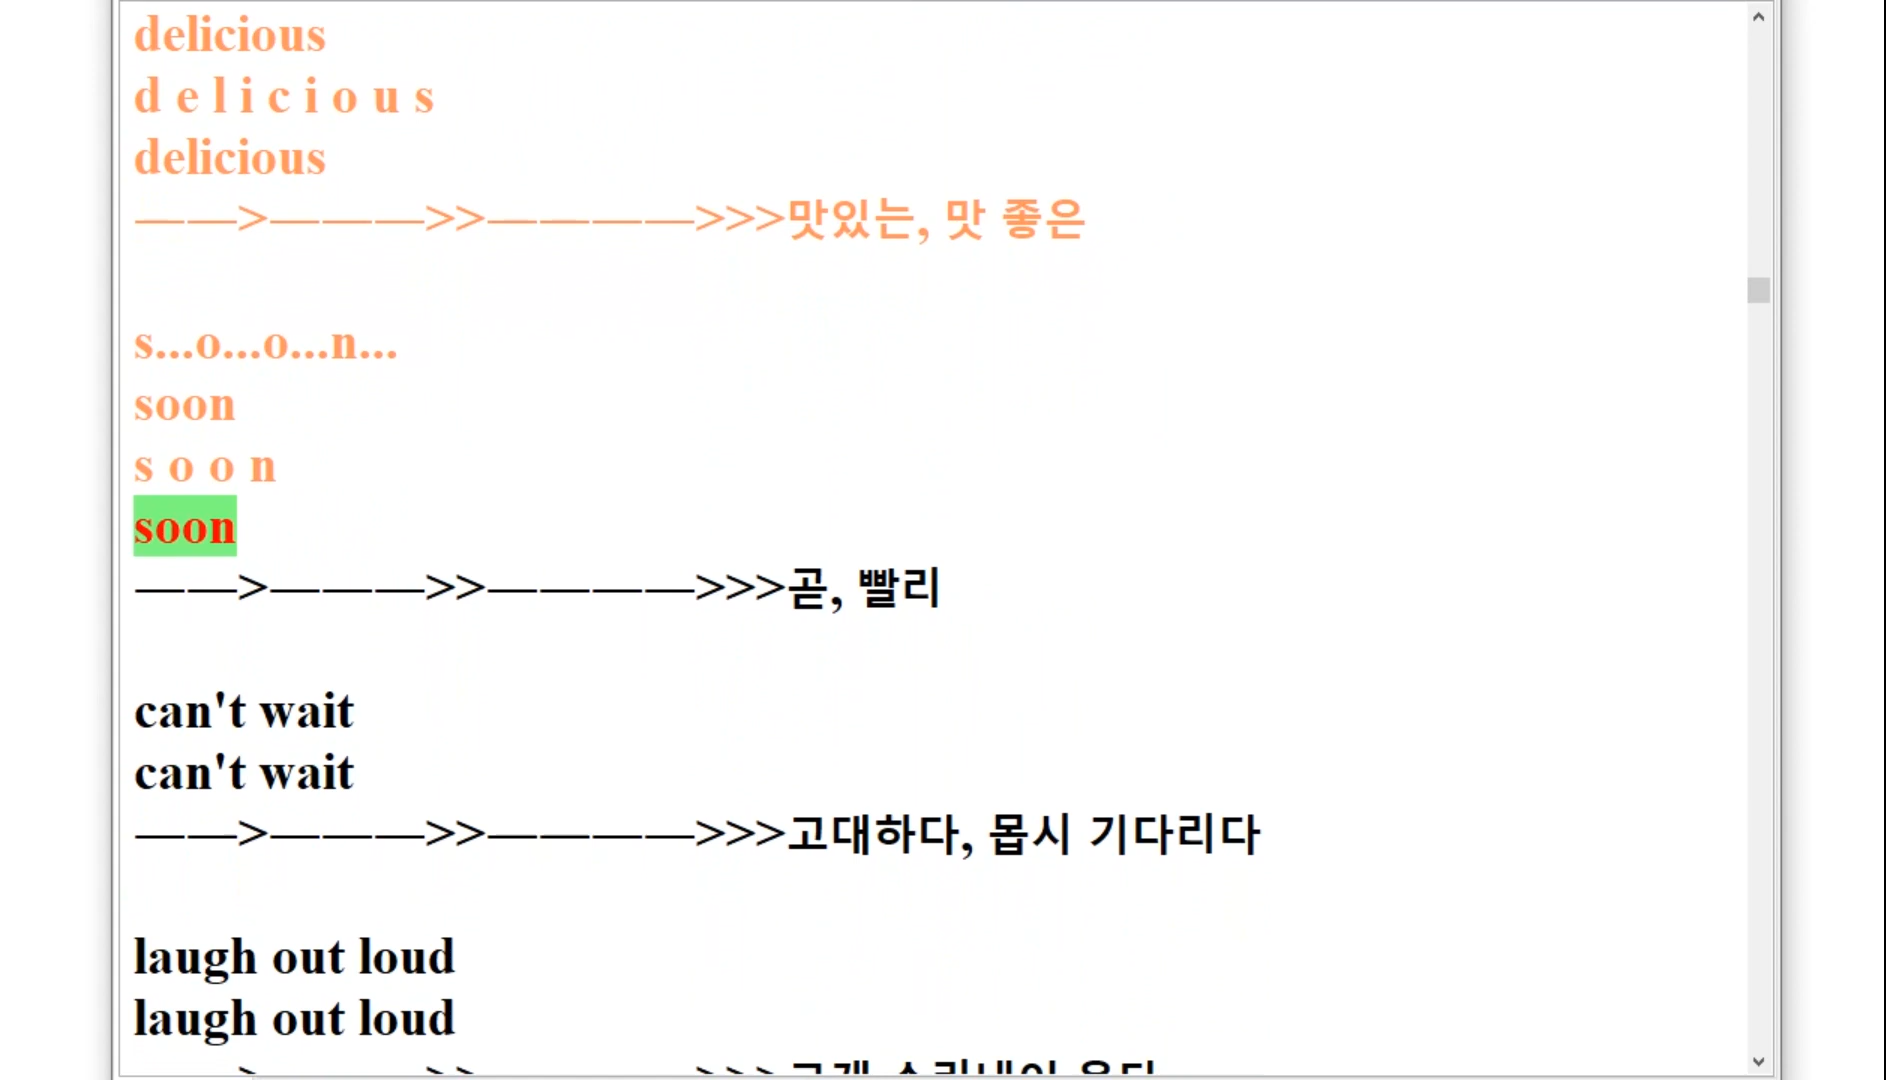 delicious
d e l i c i o u s
delicious
——>———>>————>>>맛있는, 맛 좋은
s...o...o...n...
soon
s o o n
soon
——>———>>————>>>곧, 빨리
can't wait
can't wait
——>———>>————>>>고대하다, 몹시 기다리다
laugh out loud
laugh out loud